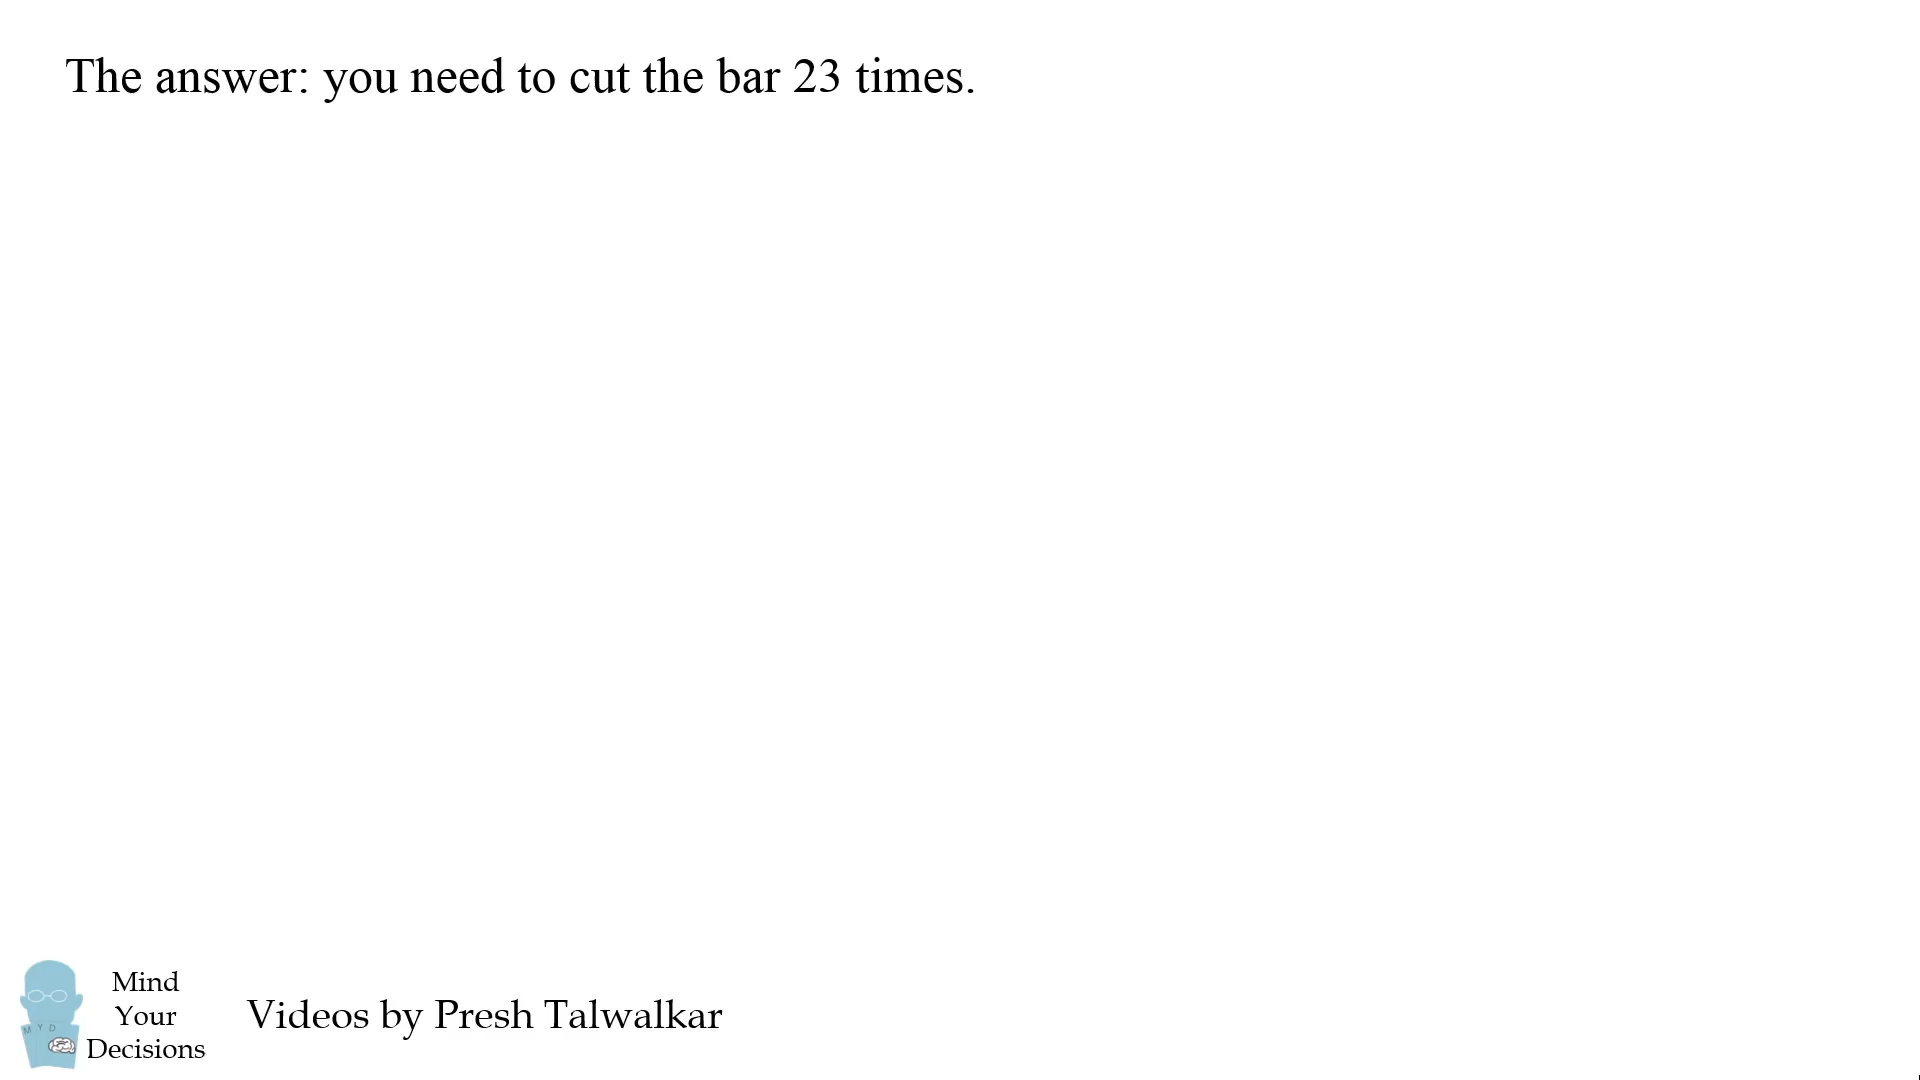 The answer: you need to cut the bar 23 times.
Mind
Your
Decisions
Videos by Presh Talwalkar
M Y D